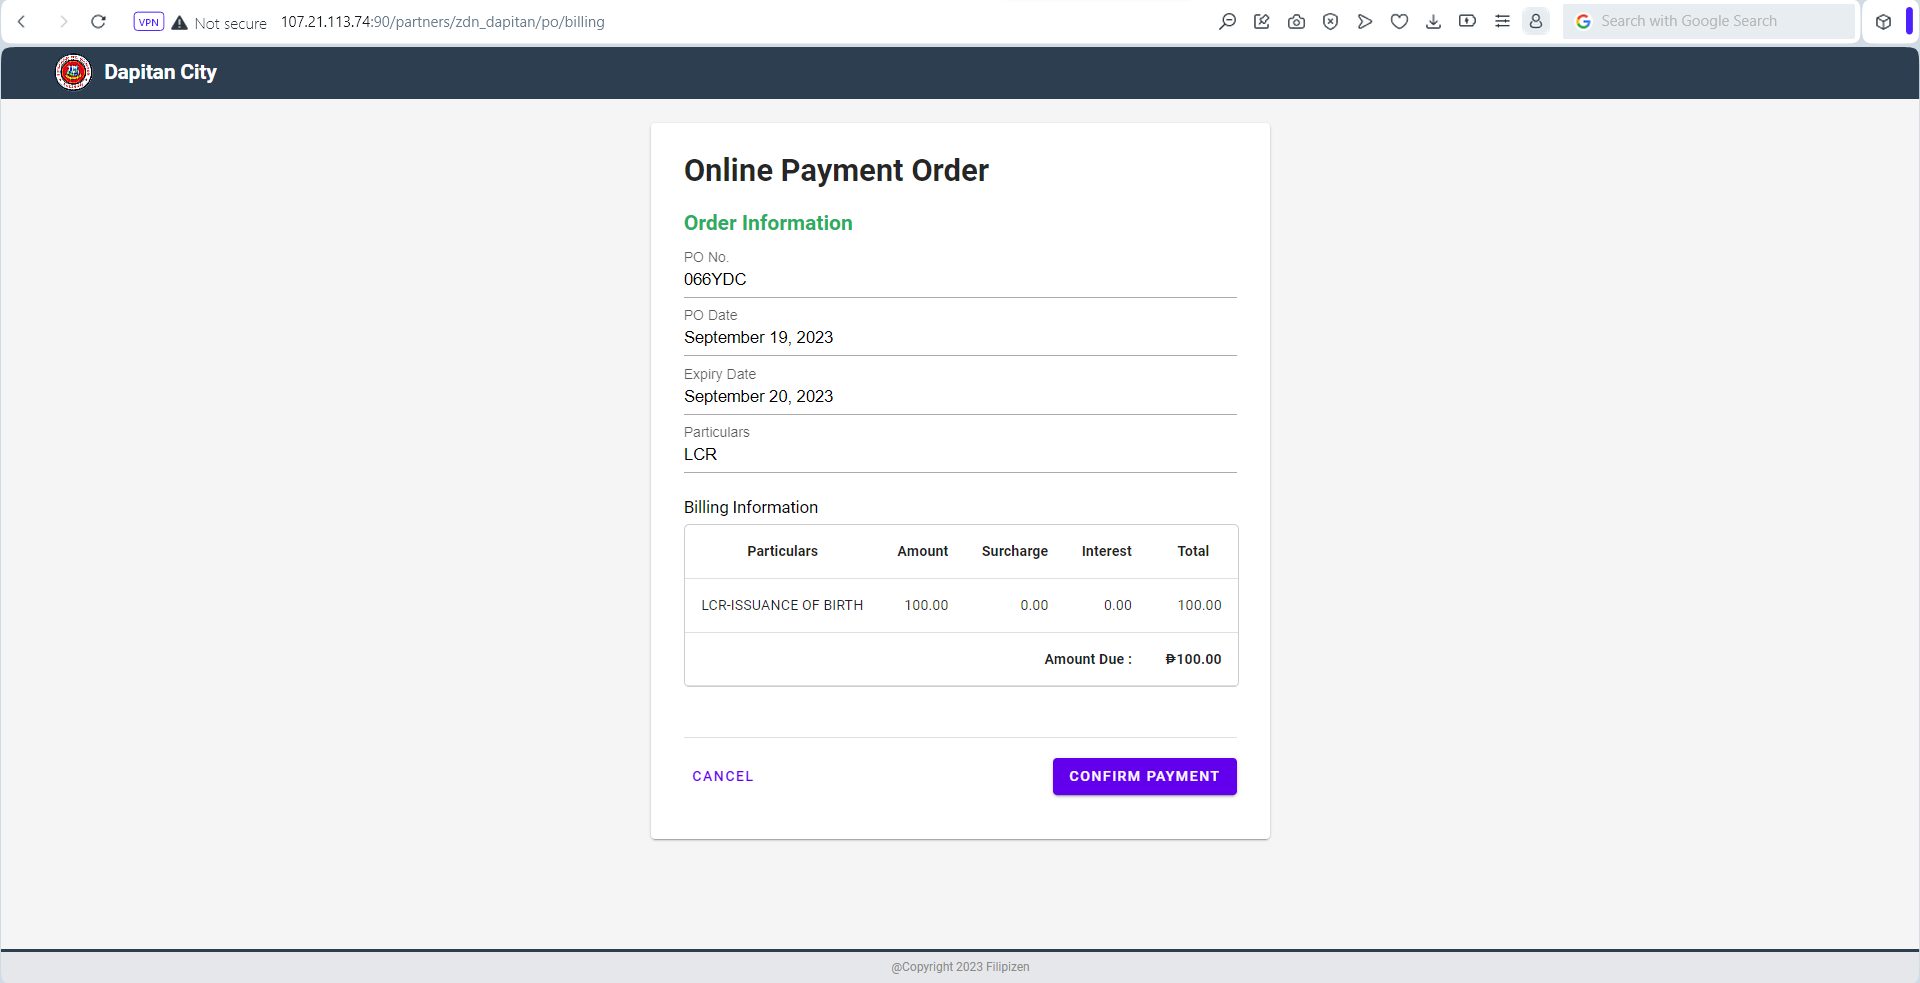 VPN Not secure 107.21.113.74:90/partners/zdn_dapitan/po/billing Search with Google Search
Dapitan City
Online Payment Order
Order Information
PO No.
066YDC
PO Date
September 19, 2023
Expiry Date
September 20, 2023
Particulars
LCR
Billing Information
Particulars Amount Surcharge Interest Total
LCR-ISSUANCE OF BIRTH 100.00 0.00 0.00 100.00
Amount Due : ₱100.00
CANCEL CONFIRM PAYMENT
@Copyright 2023 Filipizen